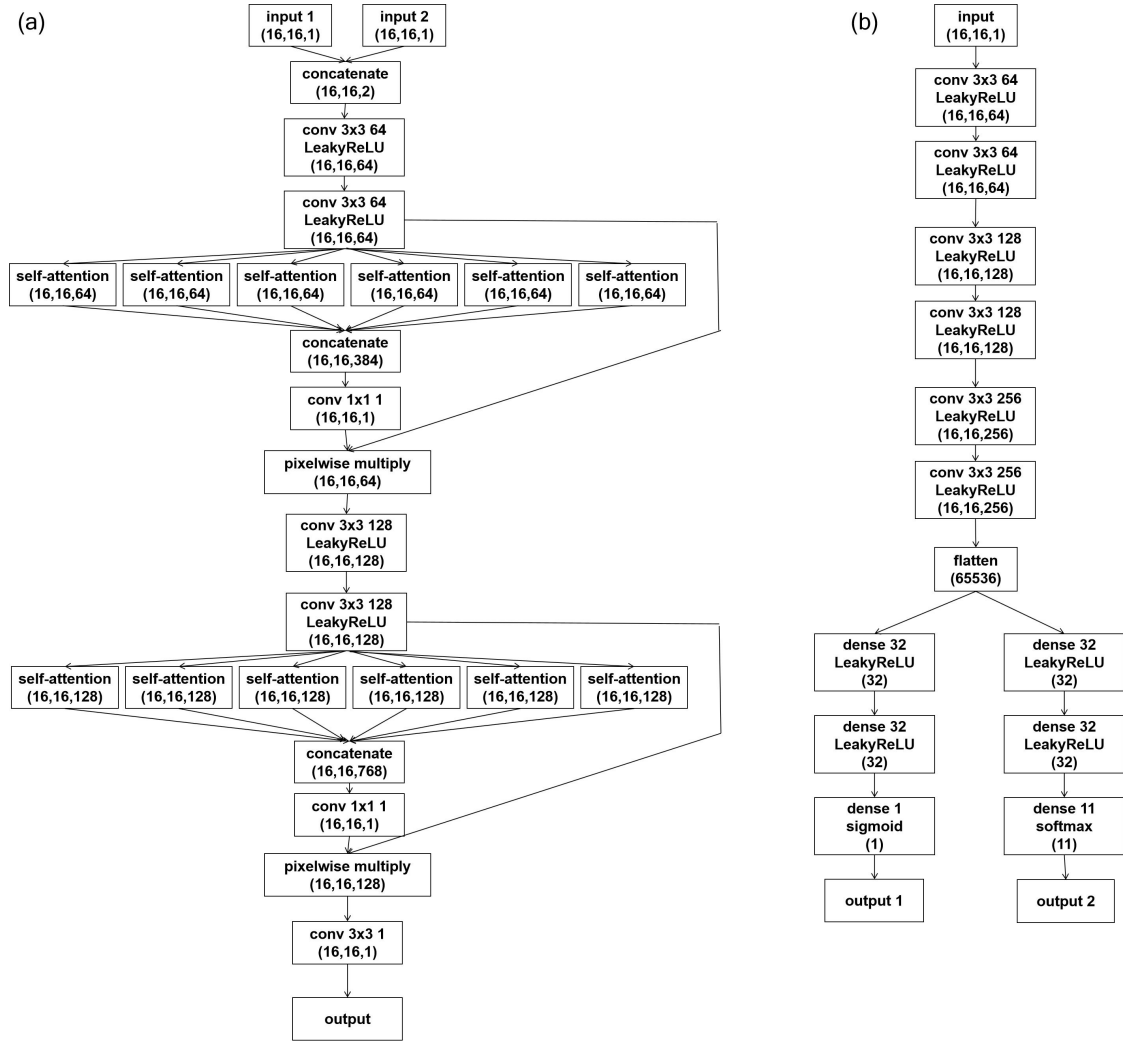 (a)
input 1
(16,16,1)
input 2
(16,16,1)
concatenate
(16,16,2)
conv 3x3 64
LeakyReLU
(16,16,64)
conv 3x3 64
LeakyReLU
(16,16,64)
self-attention
(16,16,64)
self-attention
(16,16,64)
self-attention
(16,16,64)
self-attention
(16,16,64)
self-attention
(16,16,64)
self-attention
(16,16,64)
concatenate
(16,16,384)
conv 1x1 1
(16,16,1)
pixelwise multiply
(16,16,64)
conv 3x3 128
LeakyReLU
(16,16,128)
conv 3x3 128
LeakyReLU
(16,16,128)
self-attention
(16,16,128)
self-attention
(16,16,128)
self-attention
(16,16,128)
self-attention
(16,16,128)
self-attention
(16,16,128)
self-attention
(16,16,128)
concatenate
(16,16,768)
conv 1x1 1
(16,16,1)
pixelwise multiply
(16,16,128)
conv 3x3 1
(16,16,1)
output
(b)
input
(16,16,1)
conv 3x3 64
LeakyReLU
(16,16,64)
conv 3x3 64
LeakyReLU
(16,16,64)
conv 3x3 128
LeakyReLU
(16,16,128)
conv 3x3 128
LeakyReLU
(16,16,128)
conv 3x3 256
LeakyReLU
(16,16,256)
conv 3x3 256
LeakyReLU
(16,16,256)
flatten
(65536)
dense 32
LeakyReLU
(32)
dense 32
LeakyReLU
(32)
dense 1
sigmoid
(1)
output 1
dense 32
LeakyReLU
(32)
dense 32
LeakyReLU
(32)
dense 11
softmax
(11)
output 2